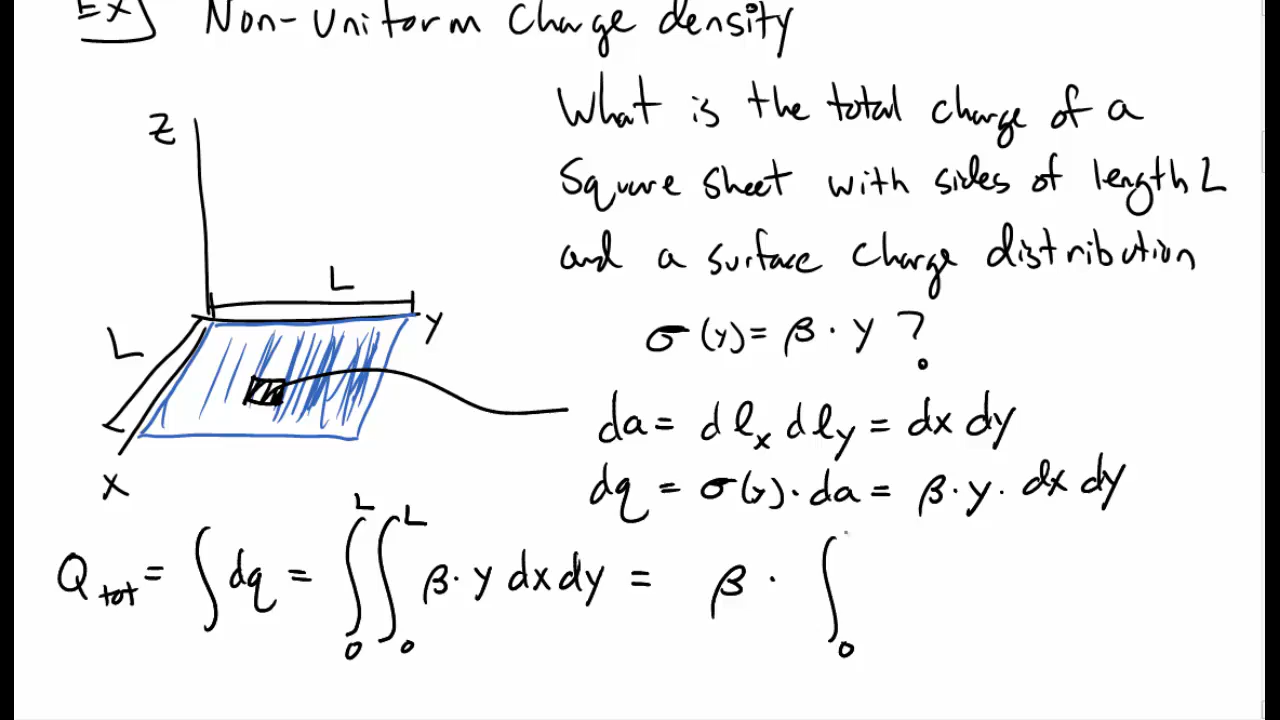 Ex Non-Uniform Charge density
What is the total charge of a
Square sheet with sides of length L
and a surface charge distribution
σ(y) = β · y ?
Z
L
L
y
x
da = dℓx dℓy = dx dy
dq = σ(y) · da = β · y · dx dy
Qtot = ∫ dq = ∫₀ᴸ ∫₀ᴸ β · y dx dy = β · ∫₀